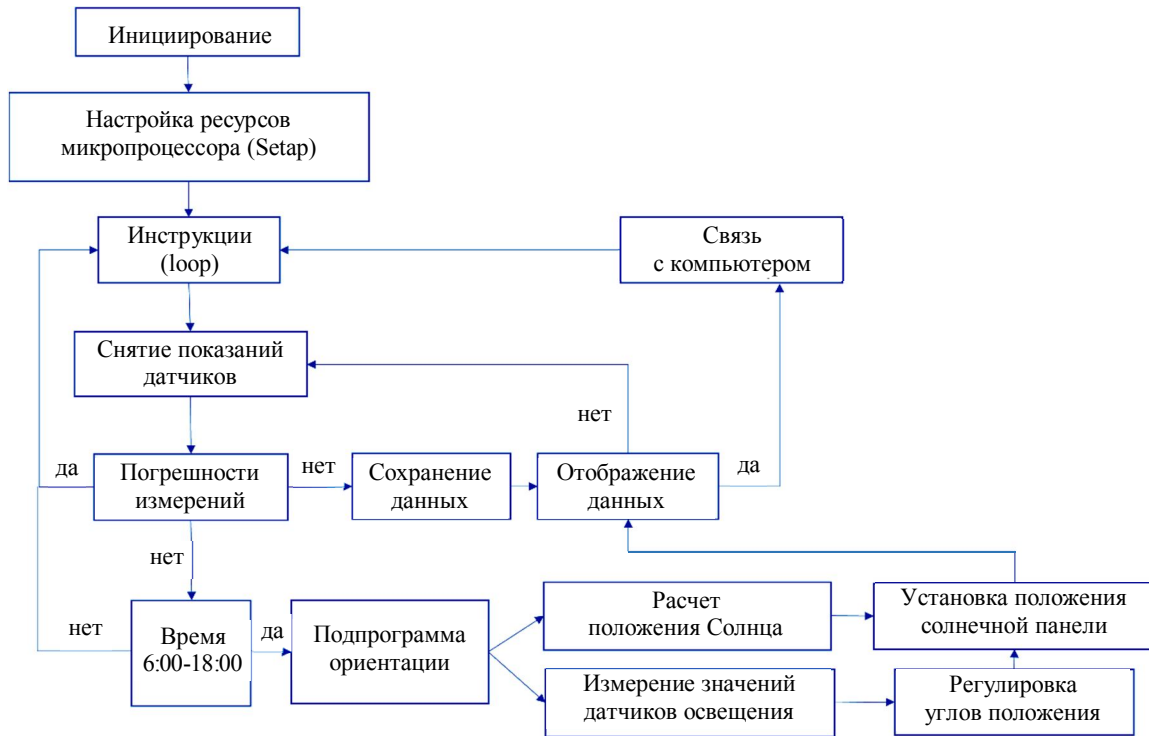 Инициирование
Настройка ресурсов
микропроцессора (Setap)
Инструкции
(loop)
Связь
с компьютером
Снятие показаний
датчиков
нет
да
Погрешности
измерений
нет
Сохранение
данных
Отображение
данных
да
нет
нет
Время
6:00-18:00
да
Подпрограмма
ориентации
Расчет
положения Солнца
Установка положения
солнечной панели
Измерение значений
датчиков освещения
Регулировка
углов положения